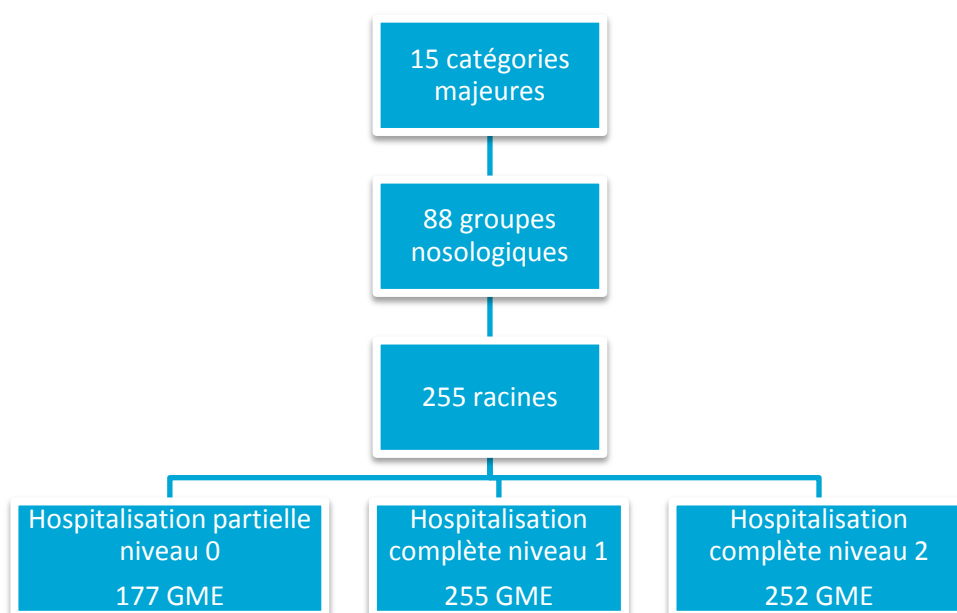 15 catégories
majeures
88 groupes
nosologiques
255 racines
Hospitalisation partielle
niveau 0
177 GME
Hospitalisation
complète niveau 1
255 GME
Hospitalisation
complète niveau 2
252 GME